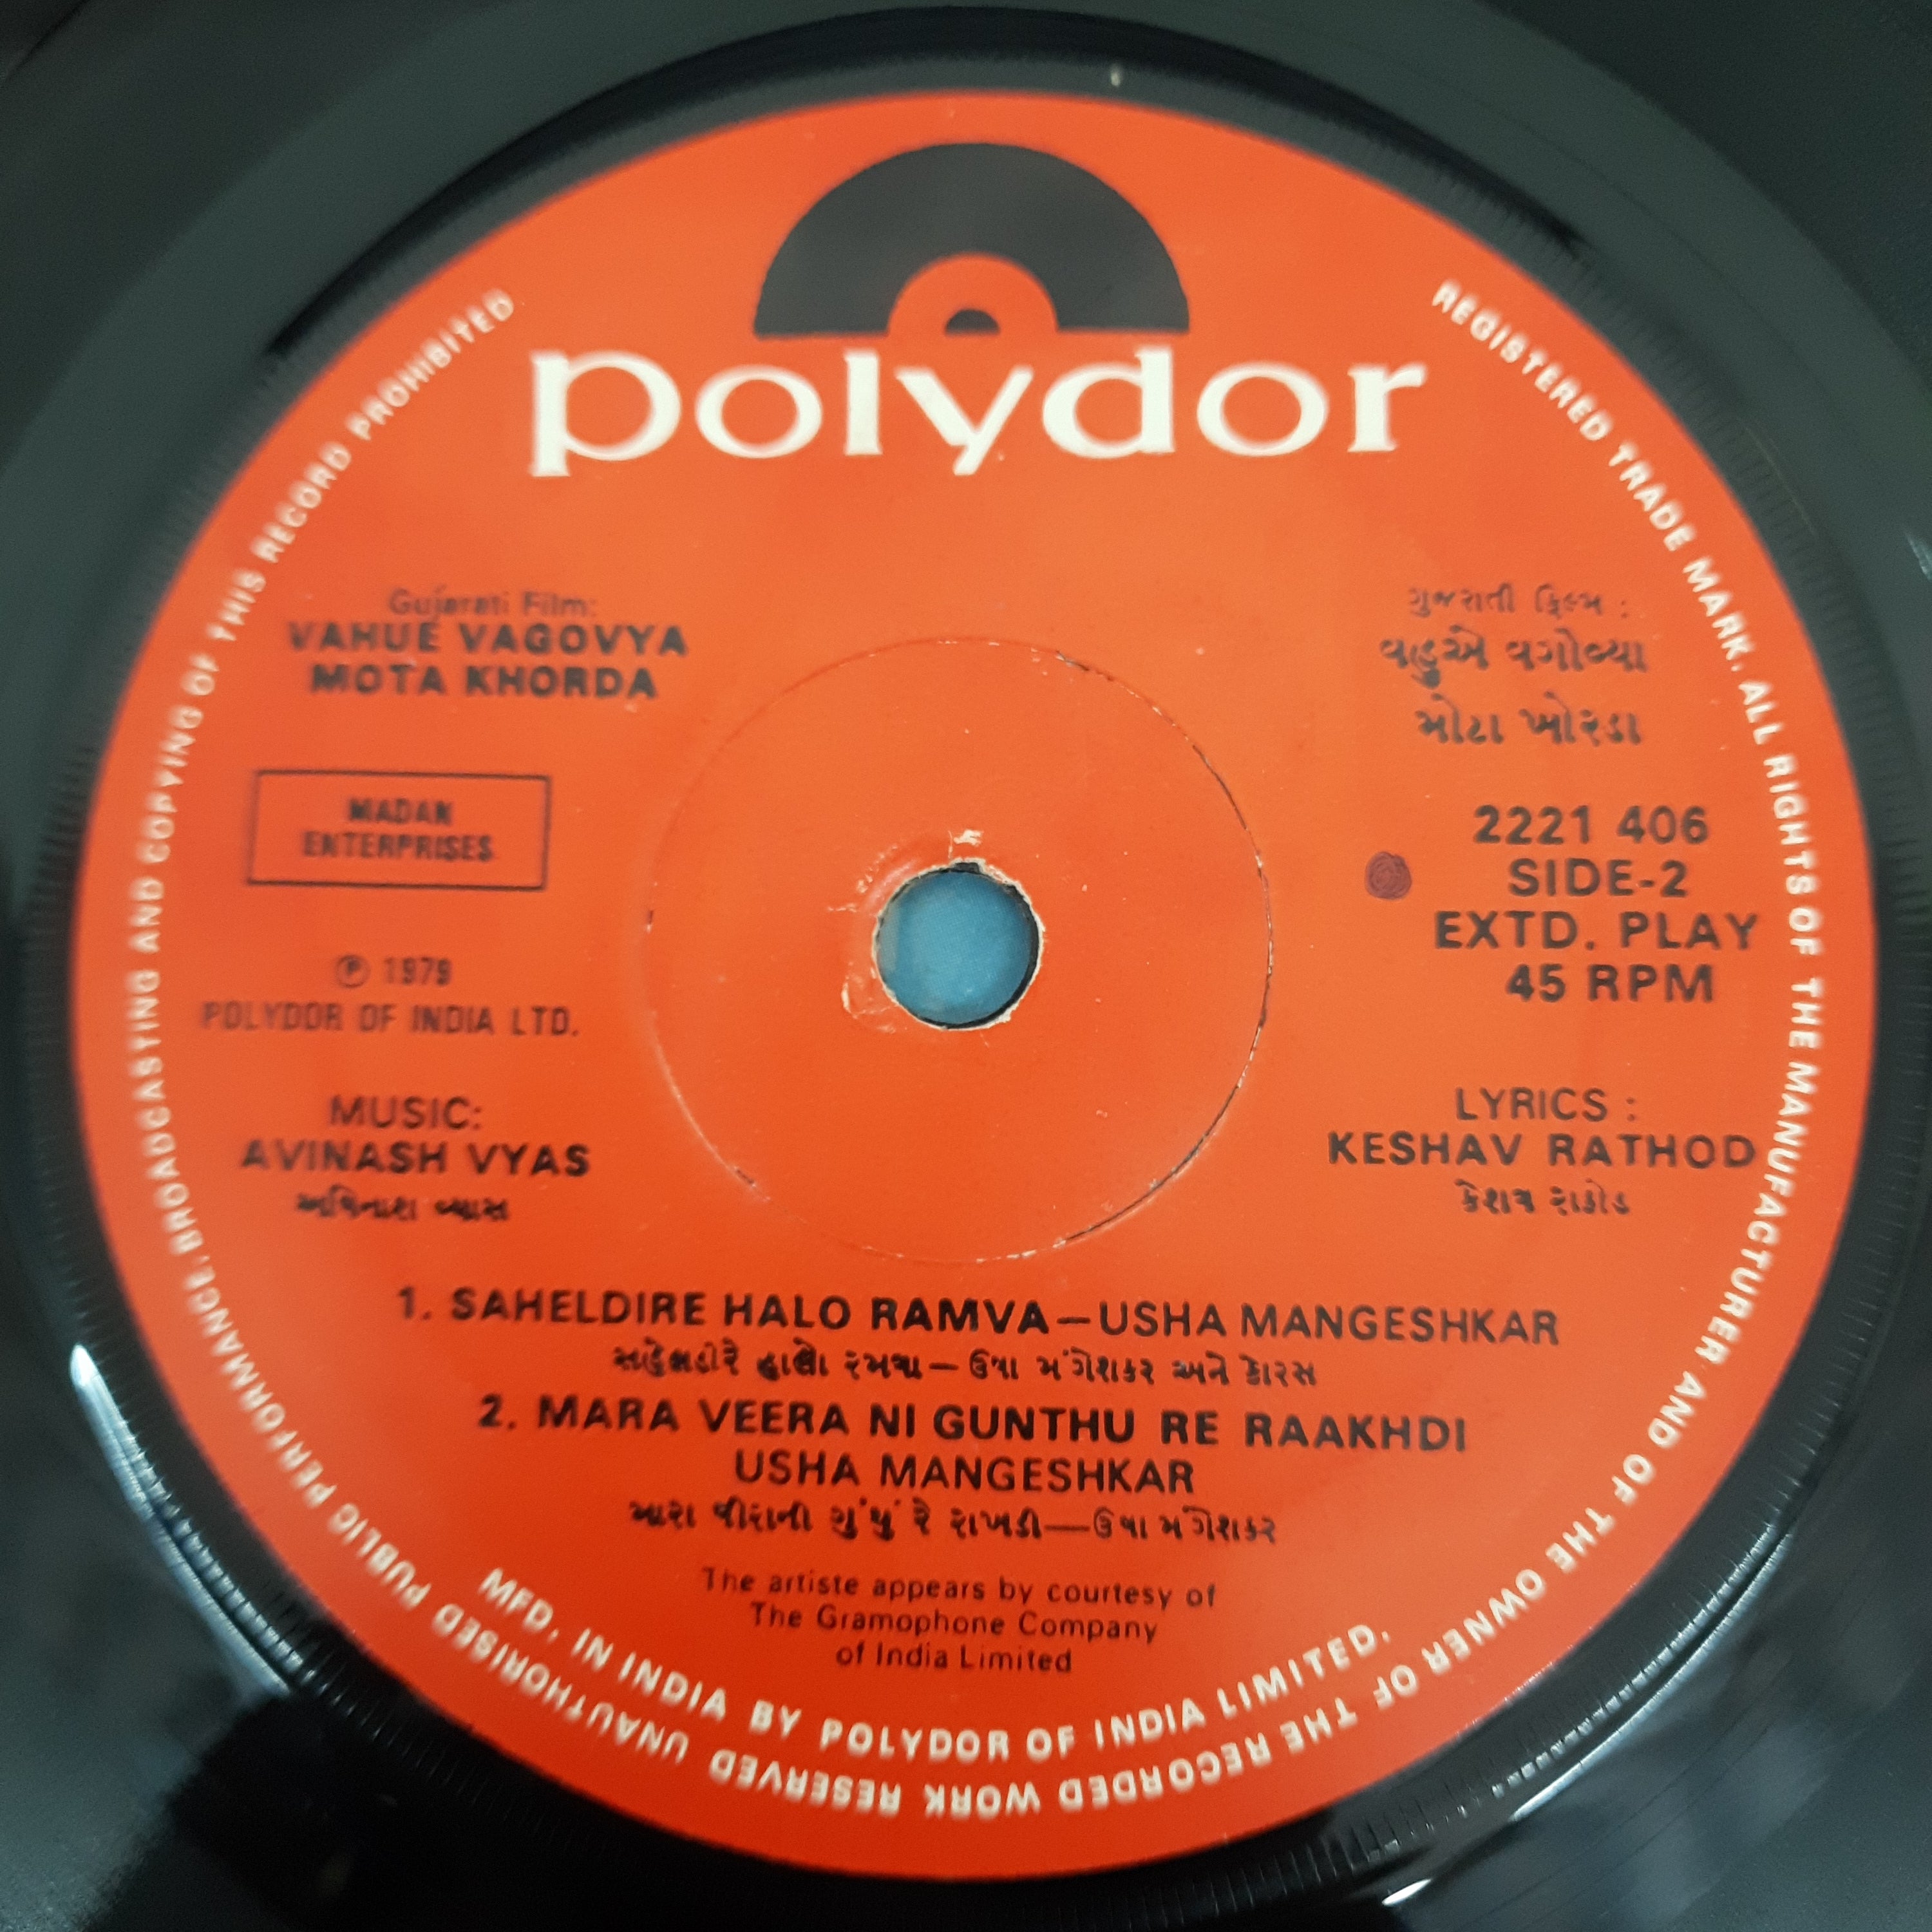 polydor
Gujarati Film:
VAHUE VAGOVYA
MOTA KHORDA
ગુજરાતી ફિલ્મ :
વહુએ વગોવ્યા
મોટા ખોરડા
MADAN
ENTERPRISES
2221 406
SIDE-2
EXTD. PLAY
45 RPM
Ⓟ 1979
POLYDOR OF INDIA LTD.
MUSIC:
AVINASH VYAS
અવિનાશ વ્યાસ
LYRICS :
KESHAV RATHOD
કેશવ રાઠોડ
1. SAHELDIRE HALO RAMVA—USHA MANGESHKAR
સાહેલડીરે હાલો રમવા— ઉષા મંગેશકર અને કોરસ
2. MARA VEERA NI GUNTHU RE RAAKHDI
USHA MANGESHKAR
મારા વીરાની ગુંથું રે રાખડી—ઉષા મંગેશકર
The artiste appears by courtesy of
The Gramophone Company
of India Limited
MFD. IN INDIA BY POLYDOR OF INDIA LIMITED.
REGISTERED TRADE MARK. ALL RIGHTS OF THE MANUFACTURER AND OF THE OWNER OF THE RECORDED WORK RESERVED UNAUTHORISED PUBLIC PERFORMANCE. BROADCASTING AND COPYING OF THIS RECORD PROHIBITED